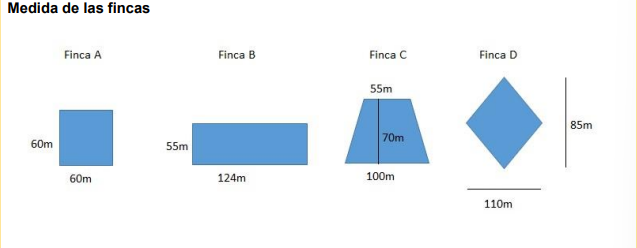 Medida de las fincas
Finca A
Finca B
Finca C
Finca D
60m
60m
55m
124m
55m
70m
100m
85m
110m